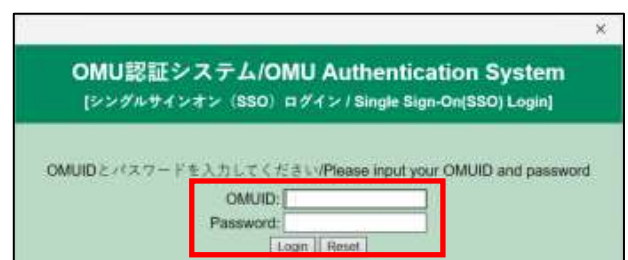 ×
OMU認証システム/OMU Authentication System
[シングルサインオン（SSO）ログイン / Single Sign-On(SSO) Login]
OMUIDとパスワードを入力してください/Please input your OMUID and password
OMUID:
Password:
Login Reset